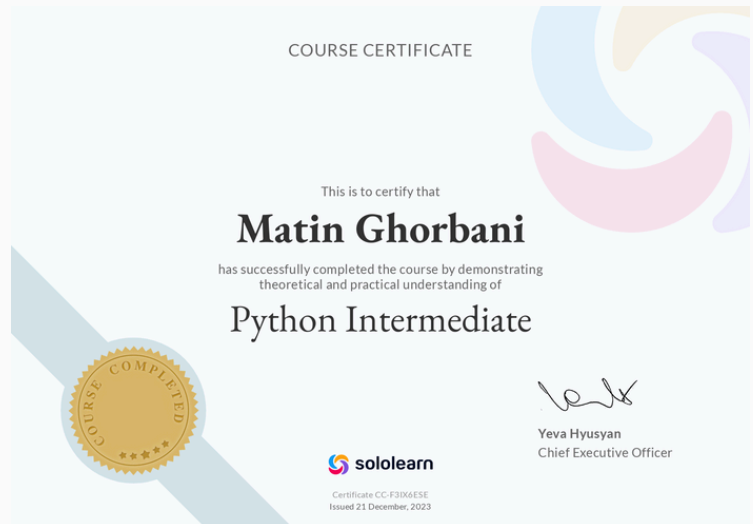 COURSE CERTIFICATE
This is to certify that
Matin Ghorbani
has successfully completed the course by demonstrating
theoretical and practical understanding of
Python Intermediate
COURSE COMPLETED
Yeva Hyusyan
Chief Executive Officer
sololearn
Certificate CC-F3IX6ESE
Issued 21 December, 2023